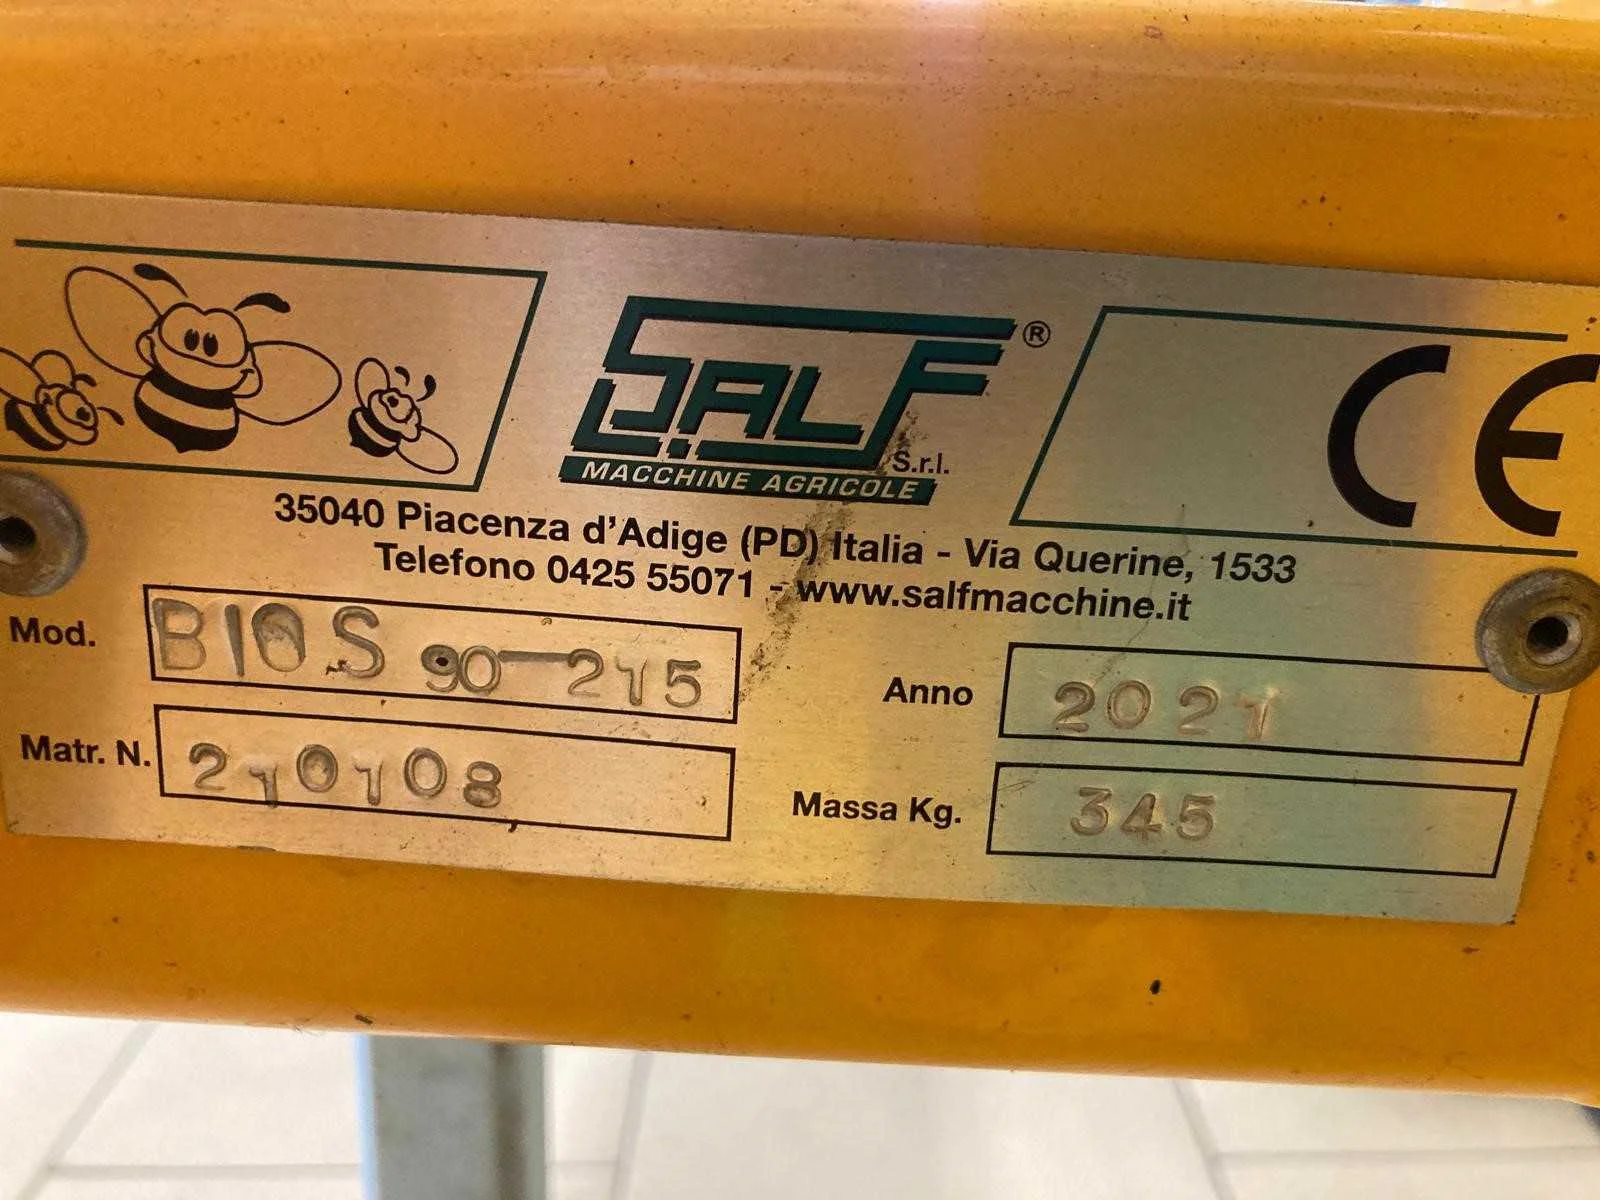 SALF® S.r.l.
MACCHINE AGRICOLE
CE
35040 Piacenza d'Adige (PD) Italia - Via Querine, 1533
Telefono 0425 55071 - www.salfmacchine.it
Mod. BIO S 90-215
Anno 2021
Matr. N. 210108
Massa Kg. 345